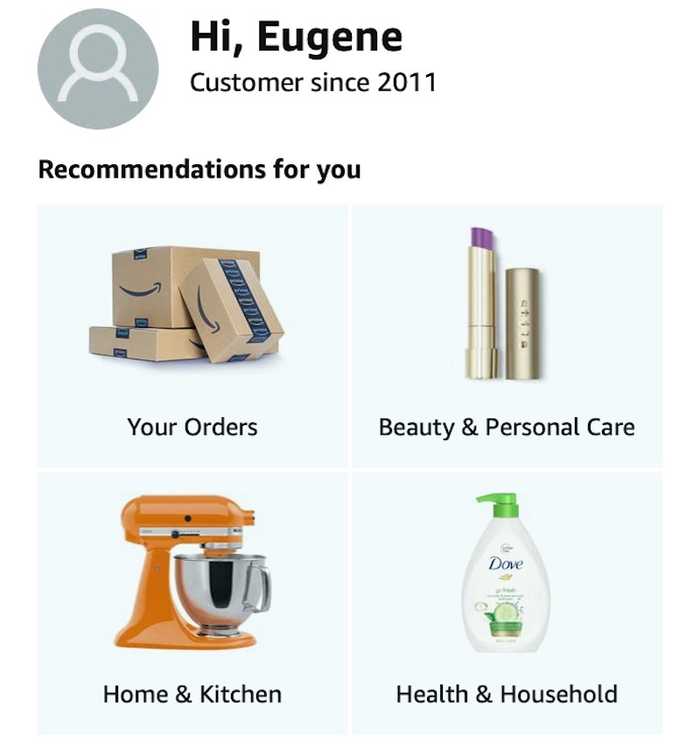 Hi, Eugene
Customer since 2011
Recommendations for you
Your Orders
stila
Beauty & Personal Care
Home & Kitchen
Dove
go fresh
Health & Household